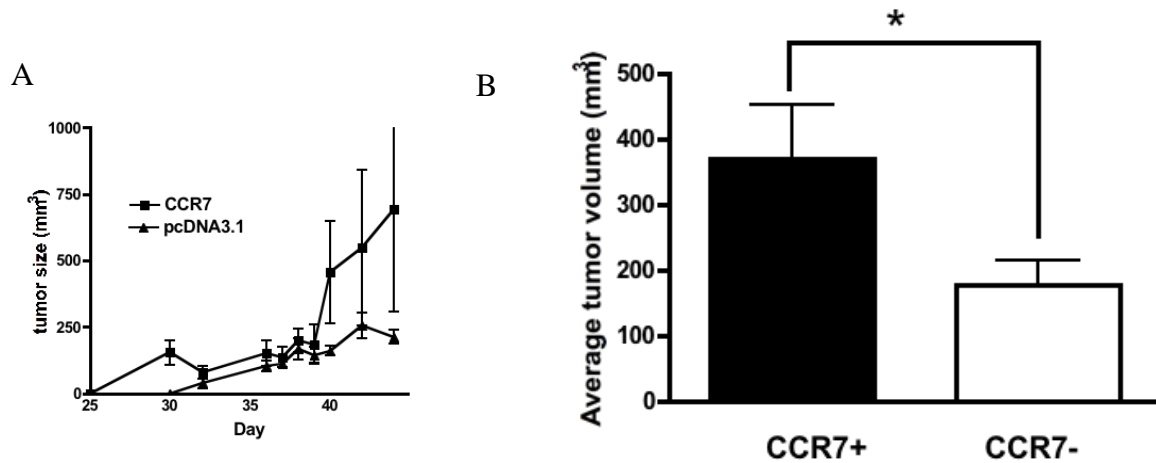 A
tumor size (mm3)
1000
750
500
250
0
CCR7
pcDNA3.1
25
30
35
40
Day
B
*
Average tumor volume (mm3)
500
400
300
200
100
0
CCR7+
CCR7-